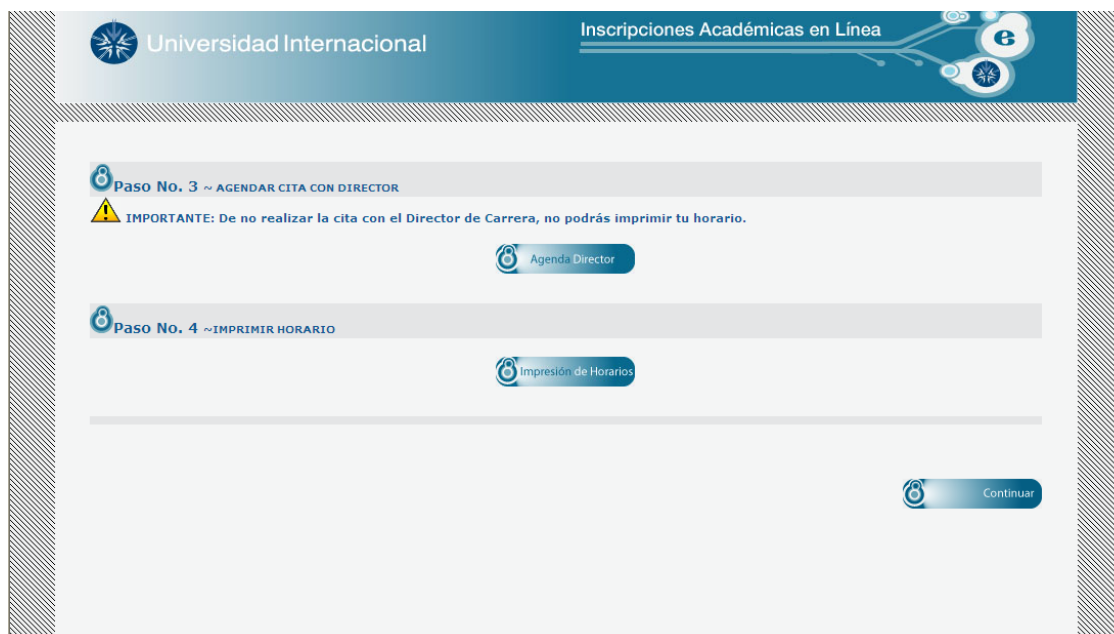 Universidad Internacional
Inscripciones Académicas en Línea
e
Paso No. 3 ~ AGENDAR CITA CON DIRECTOR
IMPORTANTE: De no realizar la cita con el Director de Carrera, no podrás imprimir tu horario.
Agenda Director
Paso No. 4 ~IMPRIMIR HORARIO
Impresión de Horarios
Continuar